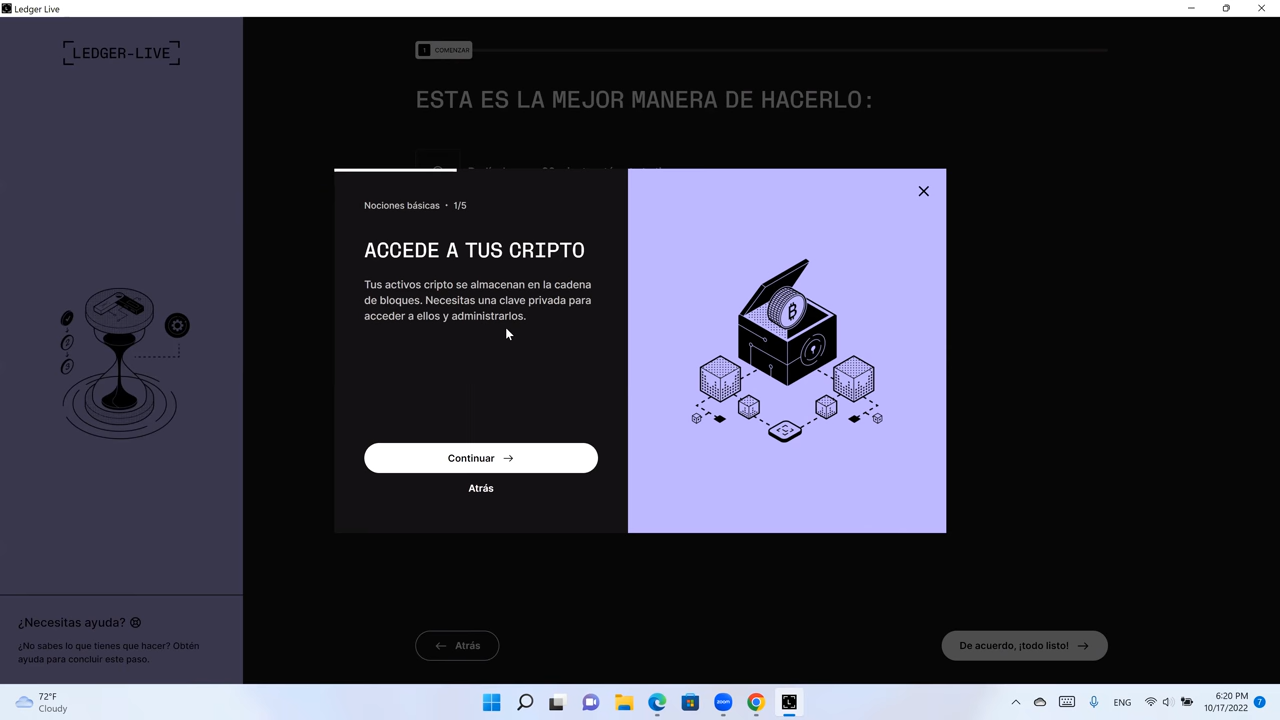 Ledger Live
LEDGER-LIVE
1 COMENZAR
ESTA ES LA MEJOR MANERA DE HACERLO:
Nociones básicas • 1/5
ACCEDE A TUS CRIPTO
Tus activos cripto se almacenan en la cadena
de bloques. Necesitas una clave privada para
acceder a ellos y administrarlos.
Continuar →
Atrás
¿Necesitas ayuda?
¿No sabes lo que tienes que hacer? Obtén
ayuda para concluir este paso.
← Atrás
De acuerdo, ¡todo listo! →
72°F
Cloudy
zoom
ENG
6:20 PM
10/17/2022
7